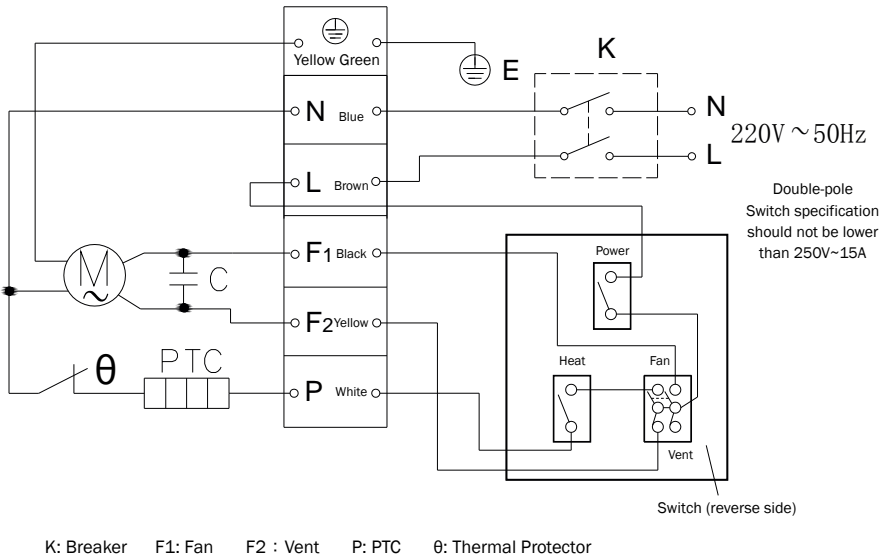 Yellow Green
E
K
N Blue
N
220V~50Hz
L
L Brown
Double-pole
Switch specification
should not be lower
than 250V~15A
F1 Black
Power
M
~
C
F2 Yellow
θ
PTC
Heat
Fan
P White
Vent
Switch (reverse side)
K: Breaker F1: Fan F2 : Vent P: PTC θ: Thermal Protector